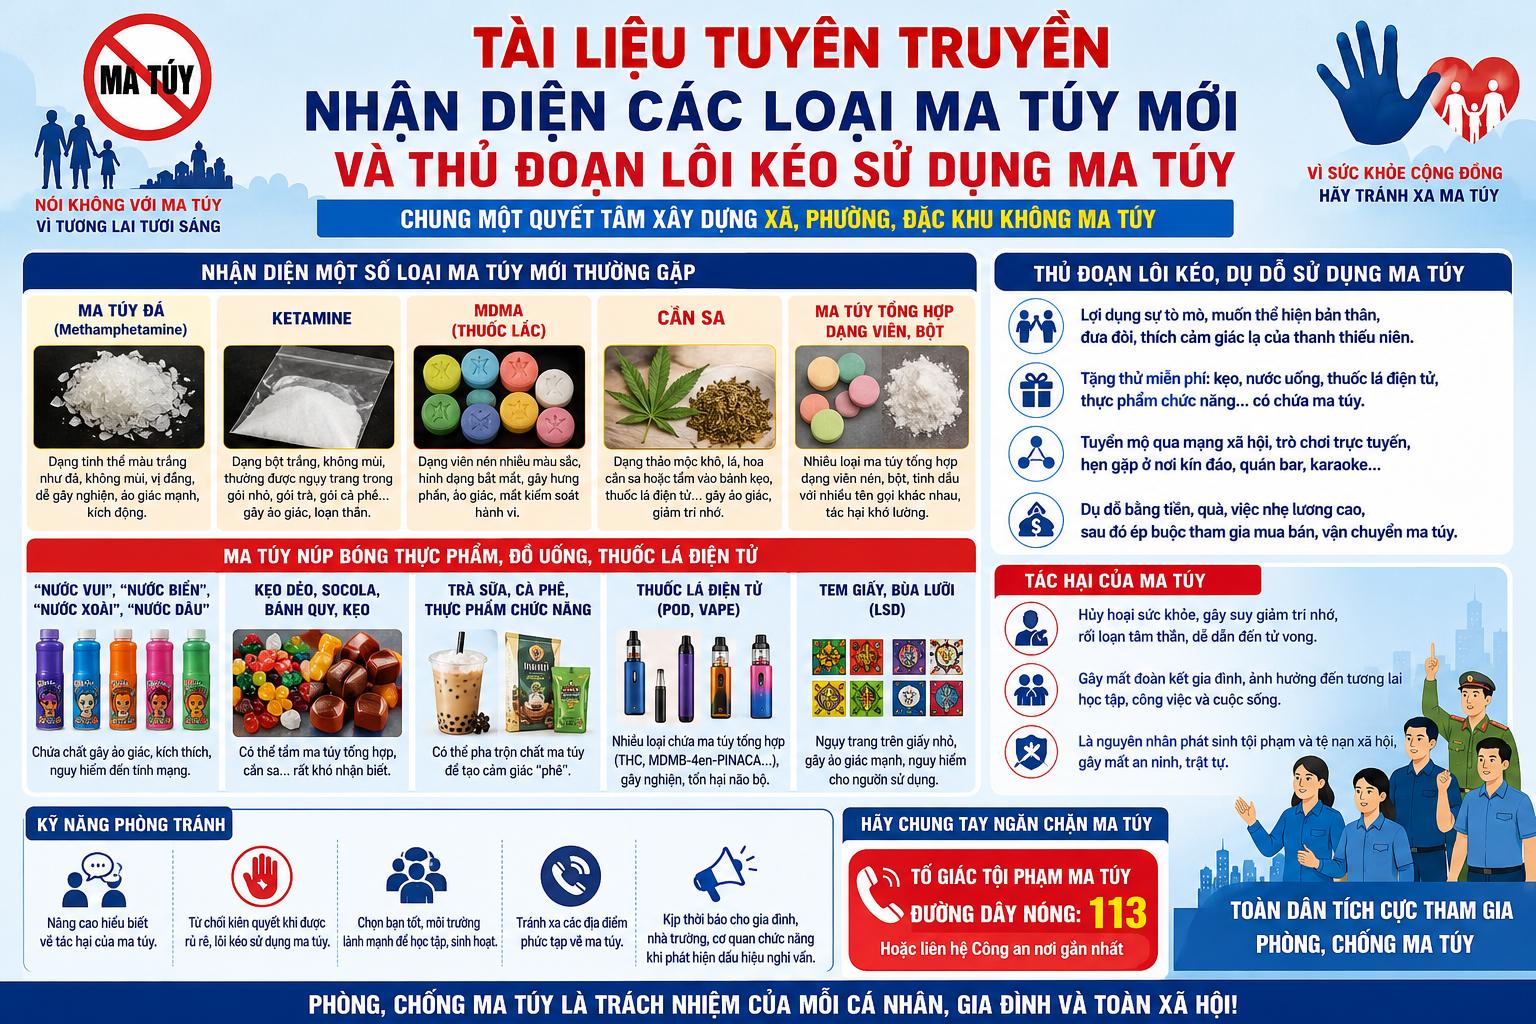 MA TÚY
NÓI KHÔNG VỚI MA TÚY
VÌ TƯƠNG LAI TƯƠI SÁNG
TÀI LIỆU TUYÊN TRUYỀN
NHẬN DIỆN CÁC LOẠI MA TÚY MỚI
VÀ THỦ ĐOẠN LÔI KÉO SỬ DỤNG MA TÚY
CHUNG MỘT QUYẾT TÂM XÂY DỰNG XÃ, PHƯỜNG, ĐẶC KHU KHÔNG MA TÚY
VÌ SỨC KHỎE CỘNG ĐỒNG
HÃY TRÁNH XA MA TÚY
NHẬN DIỆN MỘT SỐ LOẠI MA TÚY MỚI THƯỜNG GẶP
MA TÚY ĐÁ
(Methamphetamine)
Dạng tinh thể màu trắng
như đá, không mùi, vị đắng,
dễ gây nghiện, ảo giác mạnh,
kích động.
KETAMINE
Dạng bột trắng, không mùi,
thường được ngụy trang trong
gói nhỏ, gói trà, gói cà phê...
gây ảo giác, loạn thần.
MDMA
(THUỐC LẮC)
Dạng viên nén nhiều màu sắc,
hình dạng bắt mắt, gây hưng
phấn, ảo giác, mất kiểm soát
hành vi.
CẦN SA
Dạng thảo mộc khô, lá, hoa
cần sa hoặc tẩm vào bánh kẹo,
thuốc lá điện tử... gây ảo giác,
giảm trí nhớ.
MA TÚY TỔNG HỢP
DẠNG VIÊN, BỘT
Nhiều loại ma túy tổng hợp
dạng viên nén, bột, tinh dầu
với nhiều tên gọi khác nhau,
tác hại khó lường.
MA TÚY NÚP BÓNG THỰC PHẨM, ĐỒ UỐNG, THUỐC LÁ ĐIỆN TỬ
“NƯỚC VUI”, “NƯỚC BIỂN”,
“NƯỚC XOÀI”, “NƯỚC DÂU”
Chứa chất gây ảo giác, kích thích,
nguy hiểm đến tính mạng.
KẸO DẺO, SOCOLA,
BÁNH QUY, KẸO
Có thể tẩm ma túy tổng hợp,
cần sa... rất khó nhận biết.
TRÀ SỮA, CÀ PHÊ,
THỰC PHẨM CHỨC NĂNG
Có thể pha trộn chất ma túy
để tạo cảm giác “phê”.
THUỐC LÁ ĐIỆN TỬ
(POD, VAPE)
Nhiều loại chứa ma túy tổng hợp
(THC, MDMB-4en-PINACA...),
gây nghiện, tổn hại não bộ.
TEM GIẤY, BÙA LƯỠI
(LSD)
Ngụy trang trên giấy nhỏ,
gây ảo giác mạnh, nguy hiểm
cho người sử dụng.
THỦ ĐOẠN LÔI KÉO, DỤ DỖ SỬ DỤNG MA TÚY
Lợi dụng sự tò mò, muốn thể hiện bản thân,
đua đòi, thích cảm giác lạ của thanh thiếu niên.
Tặng thử miễn phí: kẹo, nước uống, thuốc lá điện tử,
thực phẩm chức năng... có chứa ma túy.
Tuyển mộ qua mạng xã hội, trò chơi trực tuyến,
hẹn gặp ở nơi kín đáo, quán bar, karaoke...
Dụ dỗ bằng tiền, quà, việc nhẹ lương cao,
sau đó ép buộc tham gia mua bán, vận chuyển ma túy.
TÁC HẠI CỦA MA TÚY
Hủy hoại sức khỏe, gây suy giảm trí nhớ,
rối loạn tâm thần, dễ dẫn đến tử vong.
Gây mất đoàn kết gia đình, ảnh hưởng đến tương lai
học tập, công việc và cuộc sống.
Là nguyên nhân phát sinh tội phạm và tệ nạn xã hội,
gây mất an ninh, trật tự.
KỸ NĂNG PHÒNG TRÁNH
Nâng cao hiểu biết
về tác hại của ma túy.
Từ chối kiên quyết khi được
rủ rê, lôi kéo sử dụng ma túy.
Chọn bạn tốt, môi trường
lành mạnh để học tập, sinh hoạt.
Tránh xa các địa điểm
phức tạp về ma túy.
Kịp thời báo cho gia đình,
nhà trường, cơ quan chức năng
khi phát hiện dấu hiệu nghi vấn.
HÃY CHUNG TAY NGĂN CHẶN MA TÚY
TỐ GIÁC TỘI PHẠM MA TÚY
ĐƯỜNG DÂY NÓNG: 113
Hoặc liên hệ Công an nơi gần nhất
TOÀN DÂN TÍCH CỰC THAM GIA
PHÒNG, CHỐNG MA TÚY
PHÒNG, CHỐNG MA TÚY LÀ TRÁCH NHIỆM CỦA MỖI CÁ NHÂN, GIA ĐÌNH VÀ TOÀN XÃ HỘI!